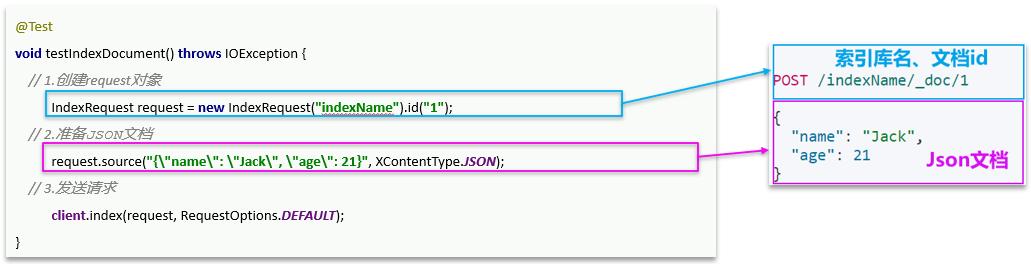 @Test
void testIndexDocument() throws IOException {
// 1.创建request对象
IndexRequest request = new IndexRequest("indexName").id("1");
// 2.准备JSON文档
request.source("{\"name\": \"Jack\", \"age\": 21}", XContentType.JSON);
// 3.发送请求
client.index(request, RequestOptions.DEFAULT);
}
索引库名、文档id
POST /indexName/_doc/1
{
"name": "Jack",
"age": 21
Json文档
}